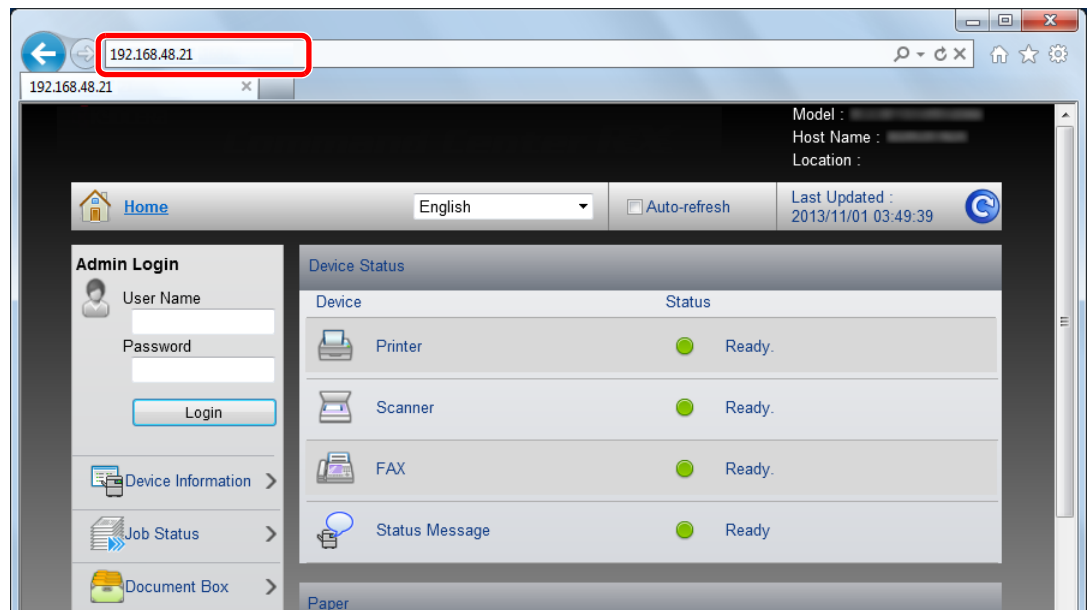 192.168.48.21
192.168.48.21
Model :
Host Name :
Location :
Home
English
Auto-refresh
Last Updated :
2013/11/01 03:49:39
Admin Login
User Name
Password
Login
Device Information
Job Status
Document Box
Device Status
Device Status
Printer Ready.
Scanner Ready.
FAX Ready.
Status Message Ready
Paper